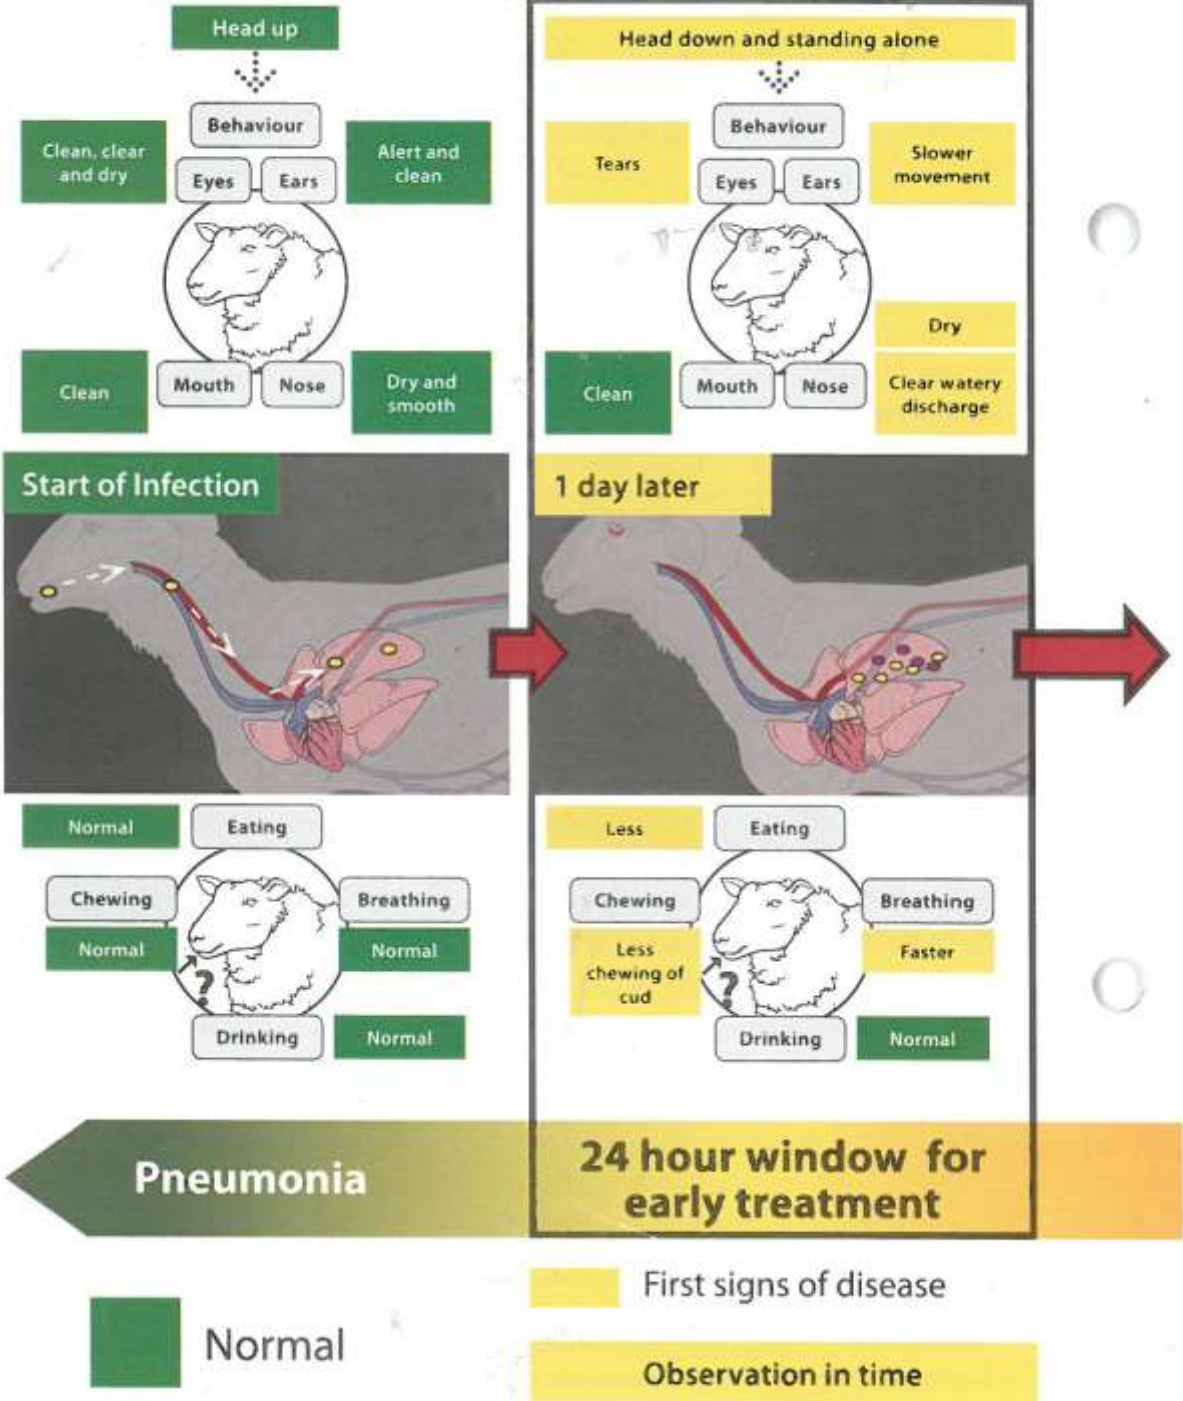 Head up
Behaviour
Clean, clear
and dry
Eyes
Ears
Alert and
clean
Clean
Mouth
Nose
Dry and
smooth
Head down and standing alone
Behaviour
Tears
Eyes
Ears
Slower
movement
Dry
Clean
Mouth
Nose
Clear watery
discharge
Start of Infection
1 day later
Normal
Eating
Chewing
Breathing
Normal
Normal
?
Drinking
Normal
Less
Eating
Chewing
Breathing
Less
chewing of
cud
Faster
?
Drinking
Normal
Pneumonia
24 hour window for
early treatment
Normal
First signs of disease
Observation in time